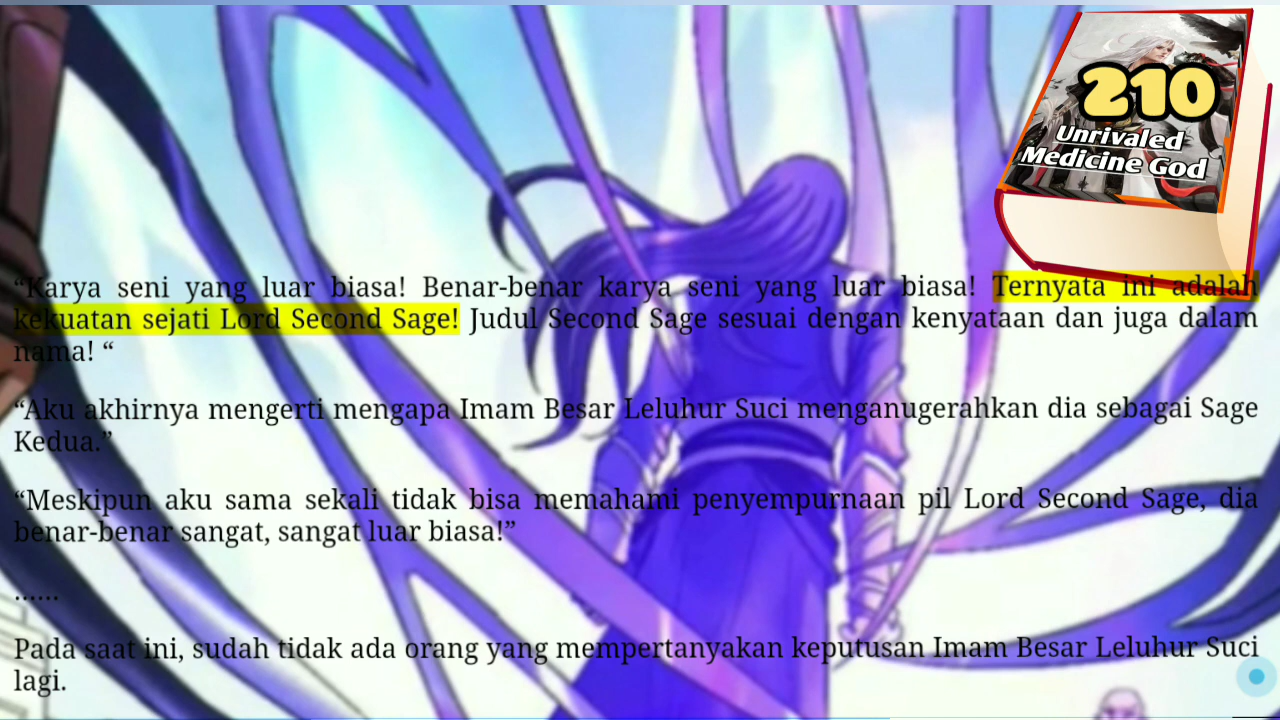 210
Unrivaled
Medicine God
“Karya seni yang luar biasa! Benar-benar karya seni yang luar biasa! Ternyata ini adalah
kekuatan sejati Lord Second Sage! Judul Second Sage sesuai dengan kenyataan dan juga dalam
nama! “
“Aku akhirnya mengerti mengapa Imam Besar Leluhur Suci menganugerahkan dia sebagai Sage
Kedua.”
“Meskipun aku sama sekali tidak bisa memahami penyempurnaan pil Lord Second Sage, dia
benar-benar sangat, sangat luar biasa!”
……
Pada saat ini, sudah tidak ada orang yang mempertanyakan keputusan Imam Besar Leluhur Suci
lagi.